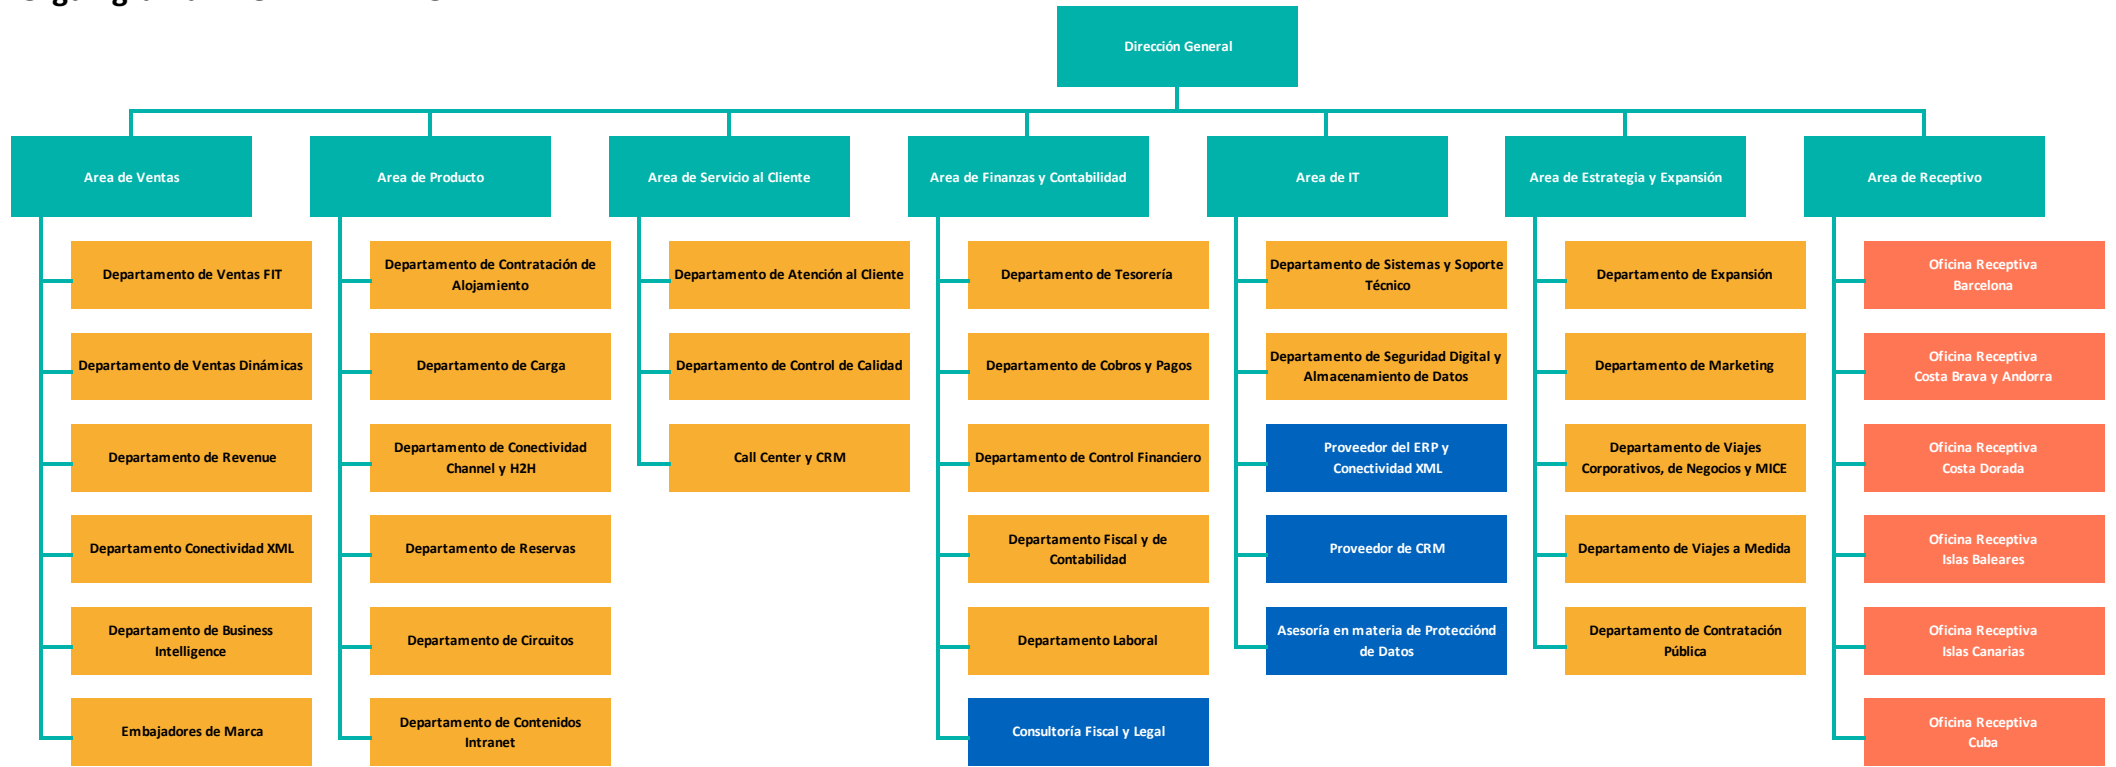 Dirección General
Area de Ventas
Area de Producto
Area de Servicio al Cliente
Area de Finanzas y Contabilidad
Area de IT
Area de Estrategia y Expansión
Area de Receptivo
Departamento de Ventas FIT
Departamento de Ventas Dinámicas
Departamento de Revenue
Departamento Conectividad XML
Departamento de Business
Intelligence
Embajadores de Marca
Departamento de Contratación de
Alojamiento
Departamento de Carga
Departamento de Conectividad
Channel y H2H
Departamento de Reservas
Departamento de Circuitos
Departamento de Contenidos
Intranet
Departamento de Atención al Cliente
Departamento de Control de Calidad
Call Center y CRM
Departamento de Tesorería
Departamento de Cobros y Pagos
Departamento de Control Financiero
Departamento Fiscal y de
Contabilidad
Departamento Laboral
Consultoría Fiscal y Legal
Departamento de Sistemas y Soporte
Técnico
Departamento de Seguridad Digital y
Almacenamiento de Datos
Proveedor del ERP y
Conectividad XML
Proveedor de CRM
Asesoría en materia de Protecciónd
de Datos
Departamento de Expansión
Departamento de Marketing
Departamento de Viajes
Corporativos, de Negocios y MICE
Departamento de Viajes a Medida
Departamento de Contratación
Pública
Oficina Receptiva
Barcelona
Oficina Receptiva
Costa Brava y Andorra
Oficina Receptiva
Costa Dorada
Oficina Receptiva
Islas Baleares
Oficina Receptiva
Islas Canarias
Oficina Receptiva
Cuba